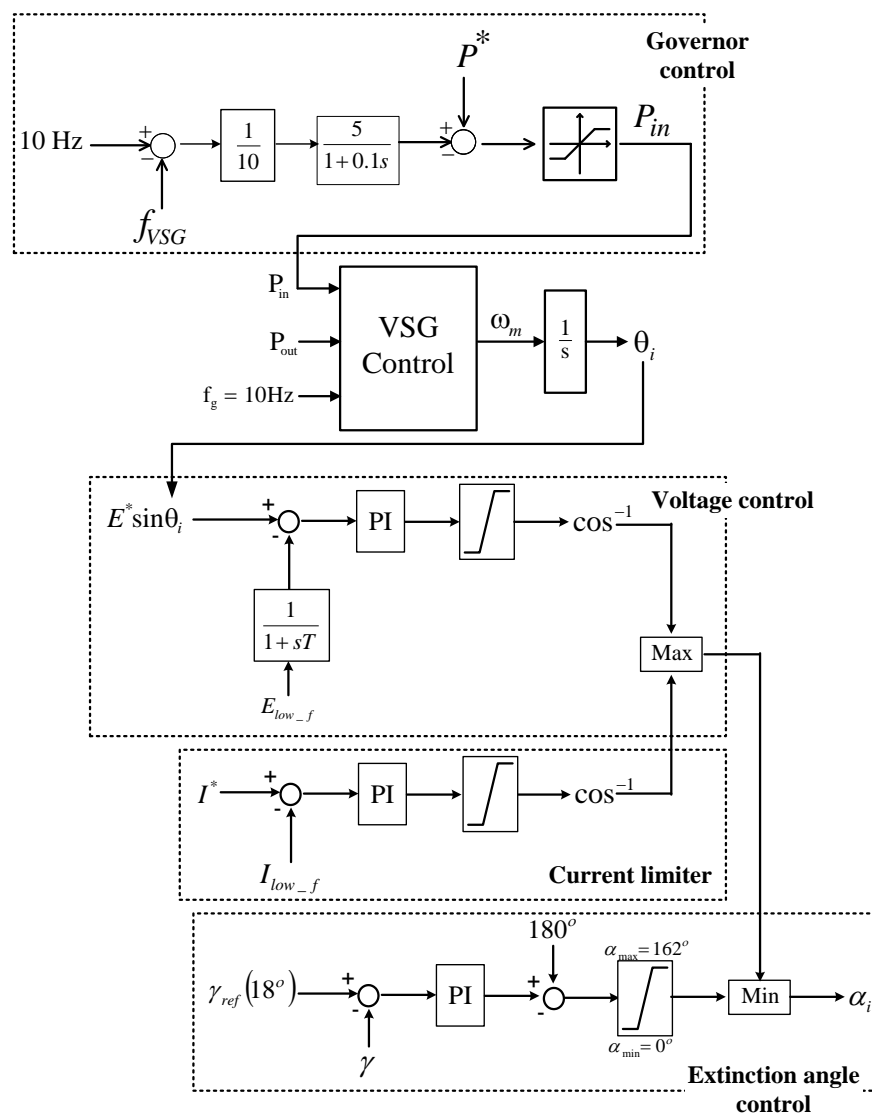 Governor
control
P*
10 Hz
+
−
1
10
5
1+0.1s
+
−
P_in
f_VSG
P_in
P_out
f_g = 10Hz
VSG
Control
ω_m
1
s
θ_i
Voltage control
E* sinθ_i
+
-
PI
cos⁻¹
1
1+sT
E_low_f
Max
I*
+
-
PI
cos⁻¹
I_low_f
Current limiter
180°
α_max = 162°
γ_ref (18°)
+
-
PI
+
-
Min
α_i
γ
α_min = 0°
Extinction angle
control